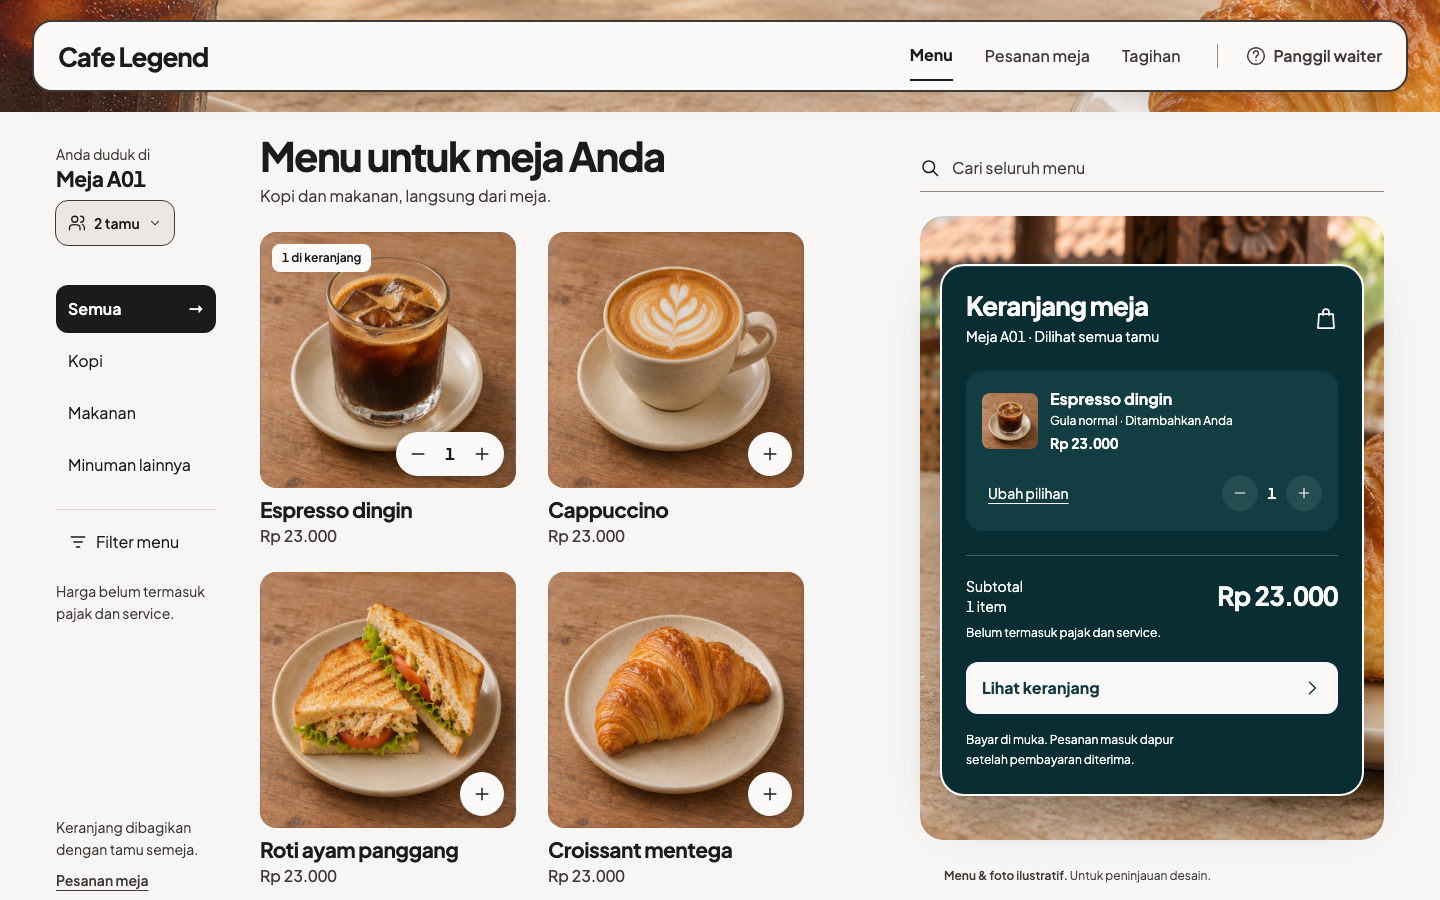 Cafe Legend
Menu
Pesanan meja
Tagihan
Panggil waiter
Anda duduk di
Meja A01
2 tamu
Semua
Kopi
Makanan
Minuman lainnya
Filter menu
Harga belum termasuk
pajak dan service.
Keranjang dibagikan
dengan tamu semeja.
Pesanan meja
Menu untuk meja Anda
Kopi dan makanan, langsung dari meja.
1 di keranjang
1
Espresso dingin
Rp 23.000
Cappuccino
Rp 23.000
Roti ayam panggang
Rp 23.000
Croissant mentega
Rp 23.000
Cari seluruh menu
Keranjang meja
Meja A01 · Dilihat semua tamu
Espresso dingin
Gula normal · Ditambahkan Anda
Rp 23.000
Ubah pilihan
1
Subtotal
1 item
Rp 23.000
Belum termasuk pajak dan service.
Lihat keranjang
Bayar di muka. Pesanan masuk dapur
setelah pembayaran diterima.
Menu & foto ilustratif. Untuk peninjauan desain.